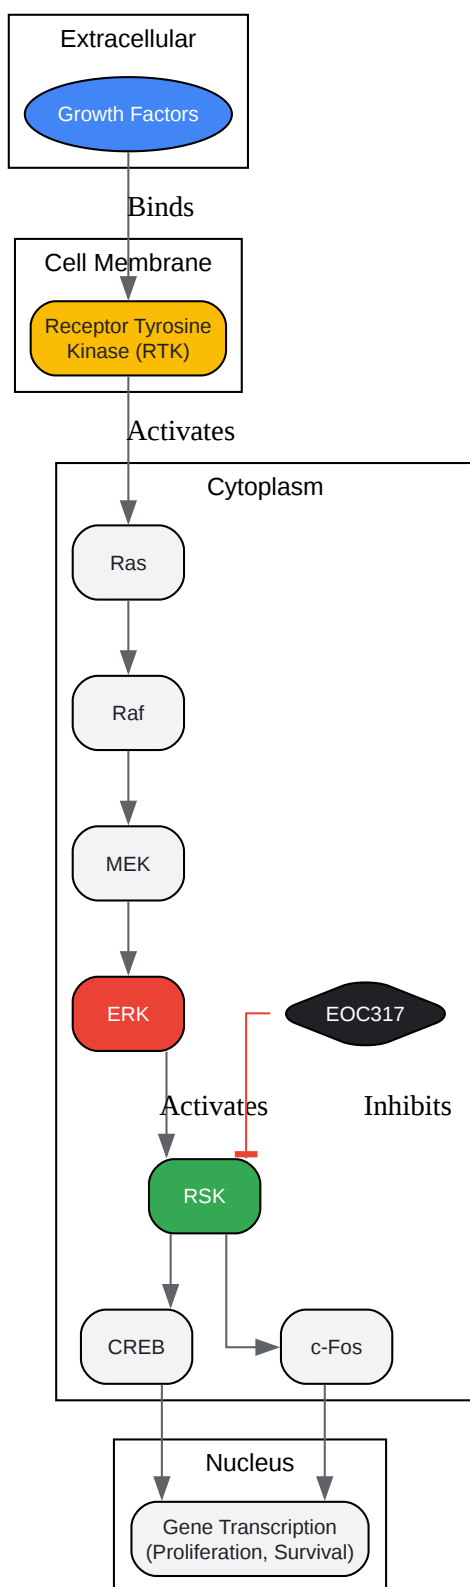 Extracellular
Growth Factors
Binds
Cell Membrane
Receptor Tyrosine
Kinase (RTK)
Activates
Cytoplasm
Ras
Raf
MEK
ERK
EOC317
Activates
Inhibits
RSK
CREB
c-Fos
Nucleus
Gene Transcription
(Proliferation, Survival)